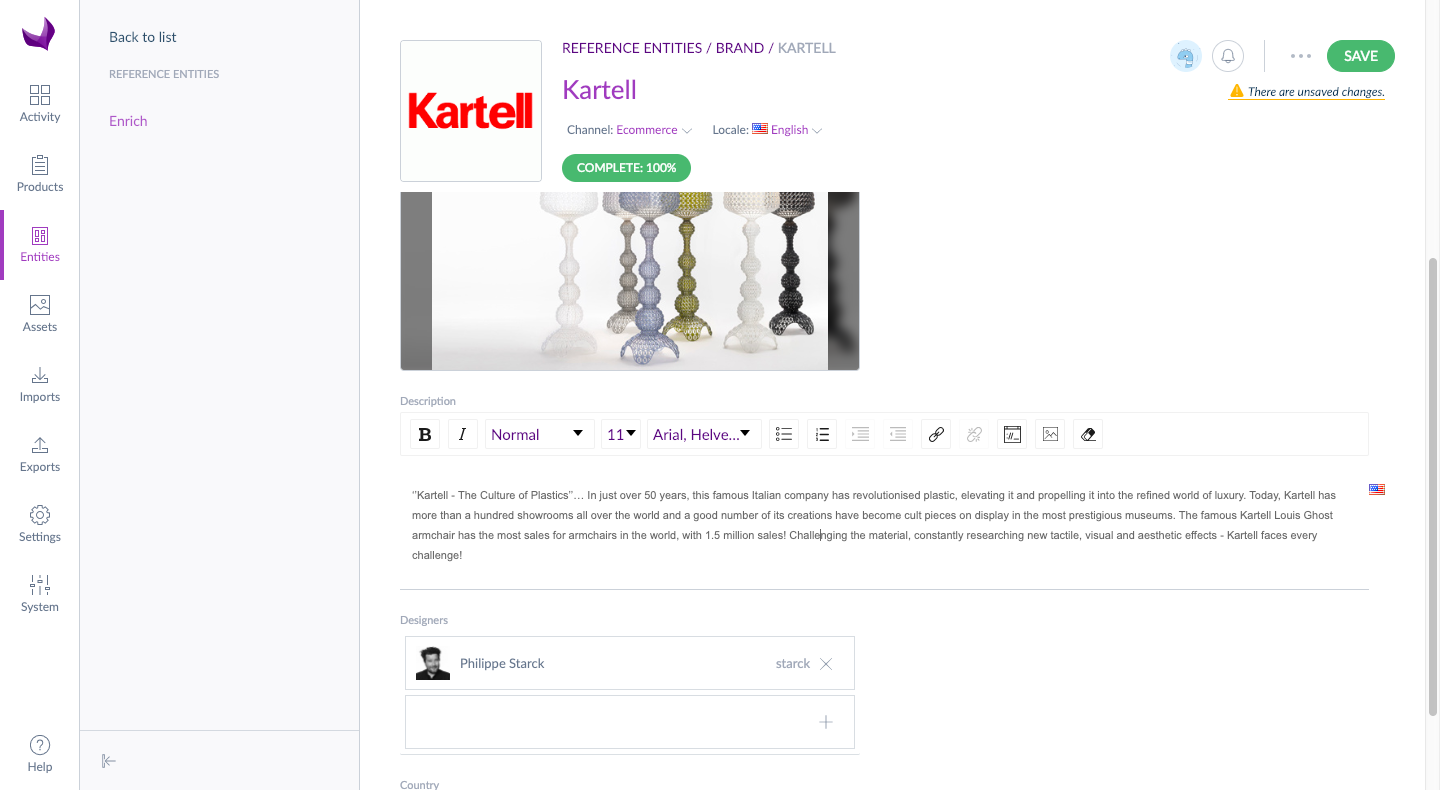 Back to list
REFERENCE ENTITIES
Enrich
Activity
Products
Entities
Assets
Imports
Exports
Settings
System
Help
Kartell
REFERENCE ENTITIES / BRAND / KARTELL
Kartell
Channel: Ecommerce
Locale: English
COMPLETE: 100%
SAVE
There are unsaved changes.
Description
B
I
Normal
11
Arial, Helve...
"Kartell - The Culture of Plastics"… In just over 50 years, this famous Italian company has revolutionised plastic, elevating it and propelling it into the refined world of luxury. Today, Kartell has
more than a hundred showrooms all over the world and a good number of its creations have become cult pieces on display in the most prestigious museums. The famous Kartell Louis Ghost
armchair has the most sales for armchairs in the world, with 1.5 million sales! Challenging the material, constantly researching new tactile, visual and aesthetic effects - Kartell faces every
challenge!
Designers
Philippe Starck
starck
Country